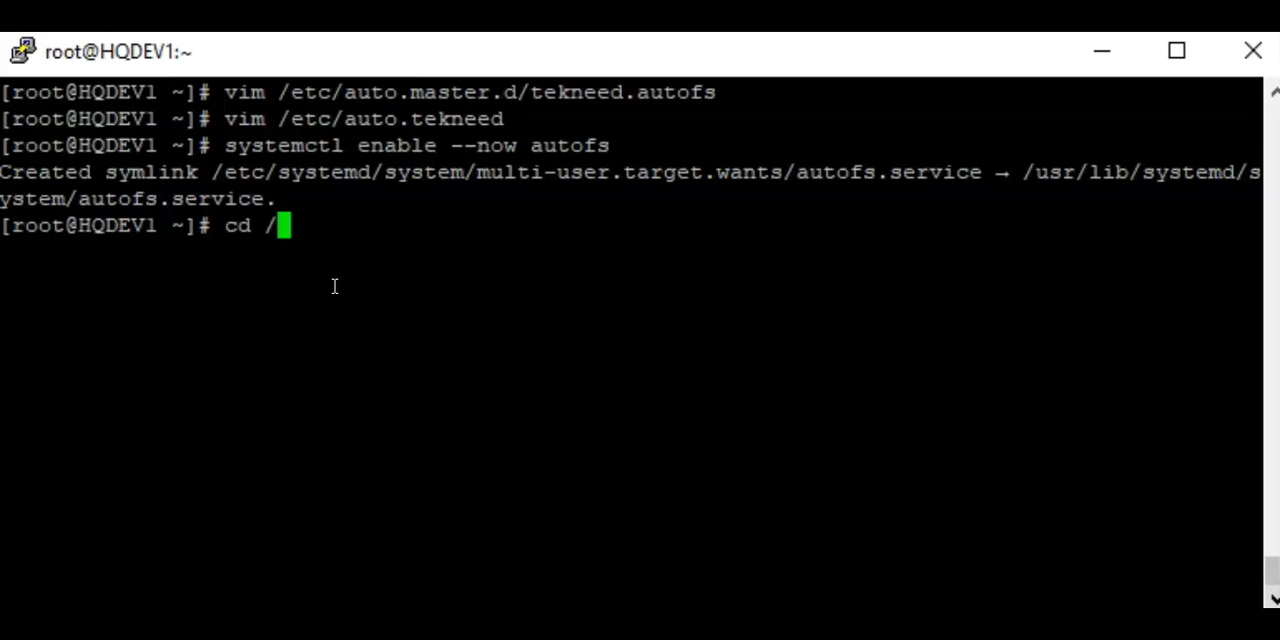 root@HQDEV1:~
[root@HQDEV1 ~]# vim /etc/auto.master.d/tekneed.autofs
[root@HQDEV1 ~]# vim /etc/auto.tekneed
[root@HQDEV1 ~]# systemctl enable --now autofs
Created symlink /etc/systemd/system/multi-user.target.wants/autofs.service → /usr/lib/systemd/s
ystem/autofs.service.
[root@HQDEV1 ~]# cd /